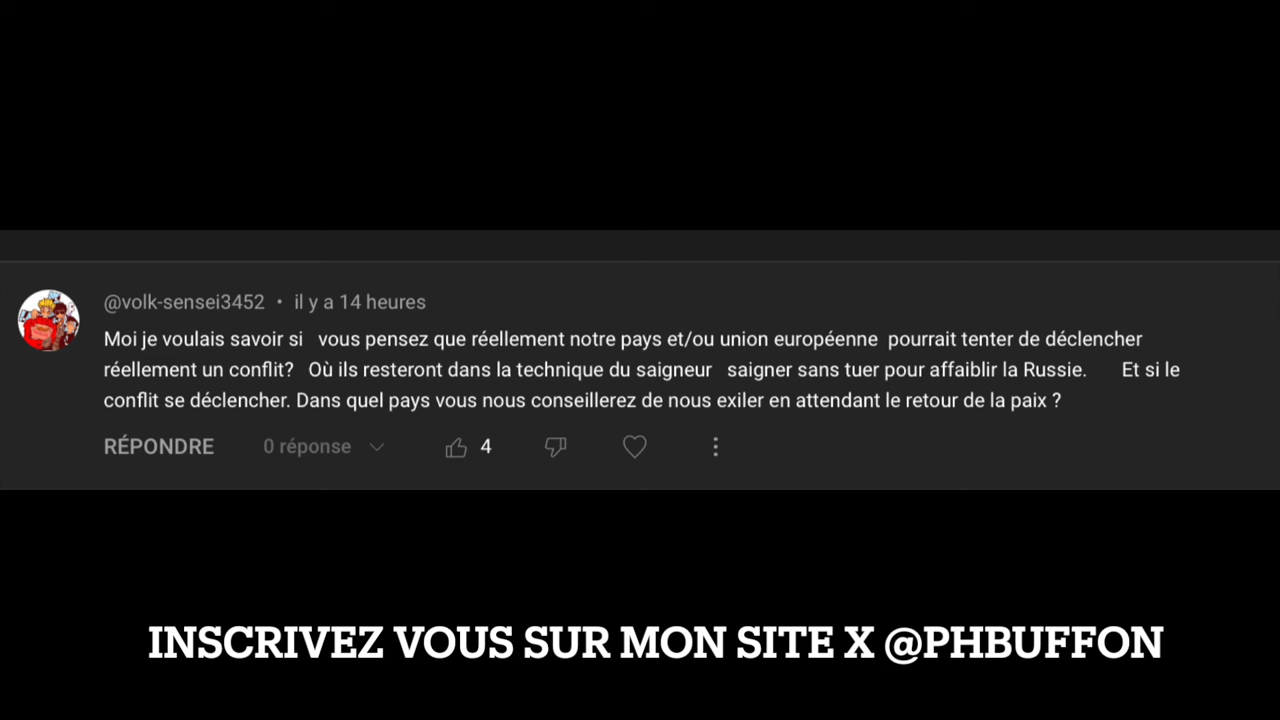 @volk-sensei3452 • il y a 14 heures
Moi je voulais savoir si vous pensez que réellement notre pays et/ou union européenne pourrait tenter de déclencher
réellement un conflit? Où ils resteront dans la technique du saigneur saigner sans tuer pour affaiblir la Russie. Et si le
conflit se déclencher. Dans quel pays vous nous conseillerez de nous exiler en attendant le retour de la paix ?
RÉPONDRE 0 réponse 4
INSCRIVEZ VOUS SUR MON SITE X @PHBUFFON